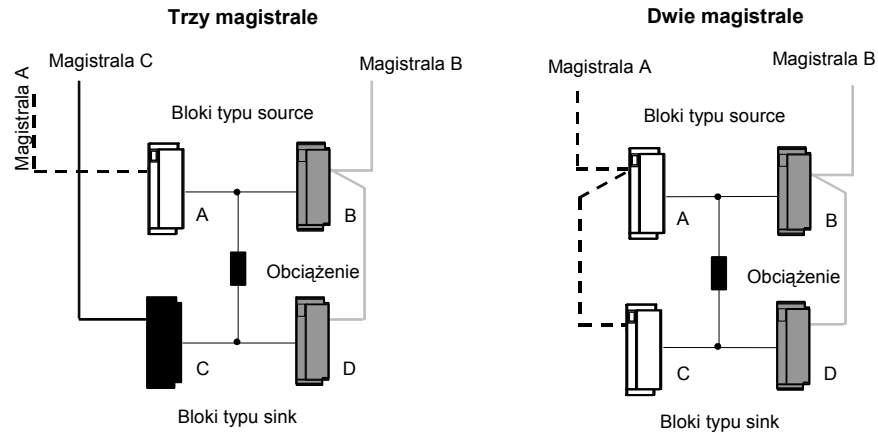 Trzy magistrale
Magistrala A
Magistrala C
Magistrala B
Bloki typu source
A
B
Obciążenie
C
D
Bloki typu sink
Dwie magistrale
Magistrala A
Magistrala B
Bloki typu source
A
B
Obciążenie
C
D
Bloki typu sink